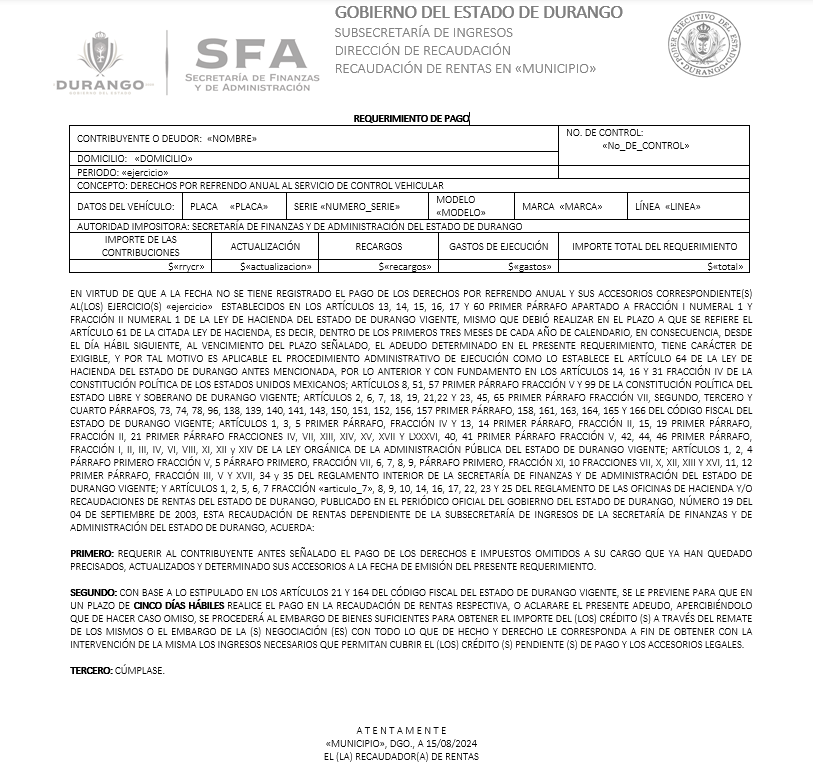 GOBIERNO DEL ESTADO DE DURANGO
SUBSECRETARÍA DE INGRESOS
DIRECCIÓN DE RECAUDACIÓN
RECAUDACIÓN DE RENTAS EN «MUNICIPIO»
DURANGO
GOBIERNO DEL ESTADO
SFA
SECRETARÍA DE FINANZAS
Y DE ADMINISTRACIÓN
PODER EJECUTIVO DEL ESTADO
DURANGO
REQUERIMIENTO DE PAGO
CONTRIBUYENTE O DEUDOR: «NOMBRE»
NO. DE CONTROL:
«No_DE_CONTROL»
DOMICILIO: «DOMICILIO»
PERIODO: «ejercicio»
CONCEPTO: DERECHOS POR REFRENDO ANUAL AL SERVICIO DE CONTROL VEHICULAR
DATOS DEL VEHÍCULO: PLACA «PLACA» SERIE «NUMERO_SERIE» MODELO «MODELO» MARCA «MARCA» LÍNEA «LINEA»
AUTORIDAD IMPOSITORA: SECRETARÍA DE FINANZAS Y DE ADMINISTRACIÓN DEL ESTADO DE DURANGO
IMPORTE DE LAS CONTRIBUCIONES ACTUALIZACIÓN RECARGOS GASTOS DE EJECUCIÓN IMPORTE TOTAL DEL REQUERIMIENTO
$«rrycr» $«actualizacion» $«recargos» $«gastos» $«total»
EN VIRTUD DE QUE A LA FECHA NO SE TIENE REGISTRADO EL PAGO DE LOS DERECHOS POR REFRENDO ANUAL Y SUS ACCESORIOS CORRESPONDIENTE(S)
AL(LOS) EJERCICIO(S) «ejercicio» ESTABLECIDOS EN LOS ARTÍCULOS 13, 14, 15, 16, 17 Y 60 PRIMER PÁRRAFO APARTADO A FRACCIÓN I NUMERAL 1 Y
FRACCIÓN II NUMERAL 1 DE LA LEY DE HACIENDA DEL ESTADO DE DURANGO VIGENTE, MISMO QUE DEBIÓ REALIZAR EN EL PLAZO A QUE SE REFIERE EL
ARTÍCULO 61 DE LA CITADA LEY DE HACIENDA, ES DECIR, DENTRO DE LOS PRIMEROS TRES MESES DE CADA AÑO DE CALENDARIO, EN CONSECUENCIA, DESDE
EL DÍA HÁBIL SIGUIENTE, AL VENCIMIENTO DEL PLAZO SEÑALADO, EL ADEUDO DETERMINADO EN EL PRESENTE REQUERIMIENTO, TIENE CARÁCTER DE
EXIGIBLE, Y POR TAL MOTIVO ES APLICABLE EL PROCEDIMIENTO ADMINISTRATIVO DE EJECUCIÓN COMO LO ESTABLECE EL ARTÍCULO 64 DE LA LEY DE
HACIENDA DEL ESTADO DE DURANGO ANTES MENCIONADA, POR LO ANTERIOR Y CON FUNDAMENTO EN LOS ARTÍCULOS 14, 16 Y 31 FRACCIÓN IV DE LA
CONSTITUCIÓN POLÍTICA DE LOS ESTADOS UNIDOS MEXICANOS; ARTÍCULOS 8, 51, 57 PRIMER PÁRRAFO FRACCIÓN V Y 99 DE LA CONSTITUCIÓN POLÍTICA DEL
ESTADO LIBRE Y SOBERANO DE DURANGO VIGENTE; ARTÍCULOS 2, 6, 7, 18, 19, 21,22 Y 23, 45, 65 PRIMER PÁRRAFO FRACCIÓN VII, SEGUNDO, TERCERO Y
CUARTO PÁRRAFOS, 73, 74, 78, 96, 138, 139, 140, 141, 143, 150, 151, 152, 156, 157 PRIMER PÁRRAFO, 158, 161, 163, 164, 165 Y 166 DEL CÓDIGO FISCAL DEL
ESTADO DE DURANGO VIGENTE; ARTÍCULOS 1, 3, 5 PRIMER PÁRRAFO, FRACCIÓN IV Y 13, 14 PRIMER PÁRRAFO, FRACCIÓN II, 15, 19 PRIMER PÁRRAFO,
FRACCIÓN II, 21 PRIMER PÁRRAFO FRACCIONES IV, VII, XIII, XIV, XV, XVII Y LXXXVI, 40, 41 PRIMER PÁRRAFO FRACCIÓN V, 42, 44, 46 PRIMER PÁRRAFO,
FRACCIÓN I, II, III, IV, VI, VIII, XI, XII y XIV DE LA LEY ORGÁNICA DE LA ADMINISTRACIÓN PÚBLICA DEL ESTADO DE DURANGO VIGENTE; ARTÍCULOS 1, 2, 4
PÁRRAFO PRIMERO FRACCIÓN V, 5 PÁRRAFO PRIMERO, FRACCIÓN VII, 6, 7, 8, 9, PÁRRAFO PRIMERO, FRACCIÓN XI, 10 FRACCIONES VII, X, XII, XIII Y XVI, 11, 12
PRIMER PÁRRAFO, FRACCIÓN III, V Y XVII, 34 y 35 DEL REGLAMENTO INTERIOR DE LA SECRETARÍA DE FINANZAS Y DE ADMINISTRACIÓN DEL ESTADO DE
DURANGO VIGENTE; Y ARTÍCULOS 1, 2, 5, 6, 7 FRACCIÓN «articulo_7», 8, 9, 10, 14, 16, 17, 22, 23 Y 25 DEL REGLAMENTO DE LAS OFICINAS DE HACIENDA Y/O
RECAUDACIONES DE RENTAS DEL ESTADO DE DURANGO, PUBLICADO EN EL PERIÓDICO OFICIAL DEL GOBIERNO DEL ESTADO DE DURANGO, NÚMERO 19 DEL
04 DE SEPTIEMBRE DE 2003, ESTA RECAUDACIÓN DE RENTAS DEPENDIENTE DE LA SUBSECRETARÍA DE INGRESOS DE LA SECRETARÍA DE FINANZAS Y DE
ADMINISTRACIÓN DEL ESTADO DE DURANGO, ACUERDA:
PRIMERO: REQUERIR AL CONTRIBUYENTE ANTES SEÑALADO EL PAGO DE LOS DERECHOS E IMPUESTOS OMITIDOS A SU CARGO QUE YA HAN QUEDADO
PRECISADOS, ACTUALIZADOS Y DETERMINADO SUS ACCESORIOS A LA FECHA DE EMISIÓN DEL PRESENTE REQUERIMIENTO.
SEGUNDO: CON BASE A LO ESTIPULADO EN LOS ARTÍCULOS 21 Y 164 DEL CÓDIGO FISCAL DEL ESTADO DE DURANGO VIGENTE, SE LE PREVIENE PARA QUE EN
UN PLAZO DE CINCO DÍAS HÁBILES REALICE EL PAGO EN LA RECAUDACIÓN DE RENTAS RESPECTIVA, O ACLARARE EL PRESENTE ADEUDO, APERCIBIÉNDOLO
QUE DE HACER CASO OMISO, SE PROCEDERÁ AL EMBARGO DE BIENES SUFICIENTES PARA OBTENER EL IMPORTE DEL (LOS) CRÉDITO (S) A TRAVÉS DEL REMATE
DE LOS MISMOS O EL EMBARGO DE LA (S) NEGOCIACIÓN (ES) CON TODO LO QUE DE HECHO Y DERECHO LE CORRESPONDA A FIN DE OBTENER CON LA
INTERVENCIÓN DE LA MISMA LOS INGRESOS NECESARIOS QUE PERMITAN CUBRIR EL (LOS) CRÉDITO (S) PENDIENTE (S) DE PAGO Y LOS ACCESORIOS LEGALES.
TERCERO: CÚMPLASE.
A T E N T A M E N T E
«MUNICIPIO», DGO., A 15/08/2024
EL (LA) RECAUDADOR(A) DE RENTAS